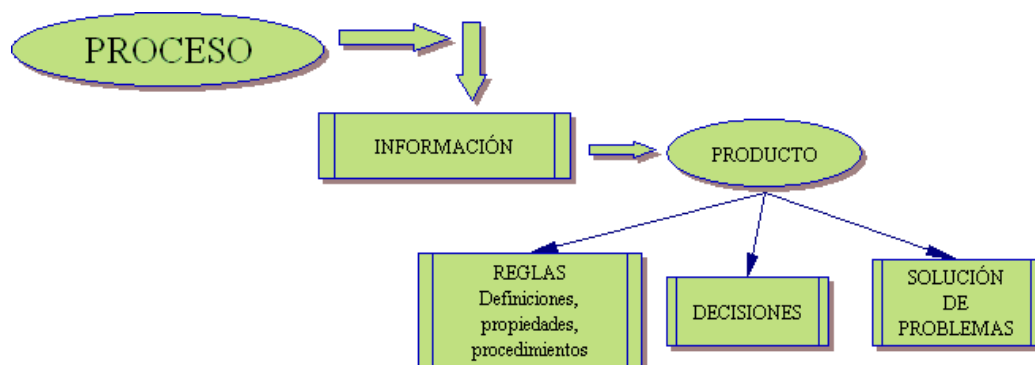 PROCESO
INFORMACIÓN
PRODUCTO
REGLAS
Definiciones,
propiedades,
procedimientos
DECISIONES
SOLUCIÓN
DE
PROBLEMAS